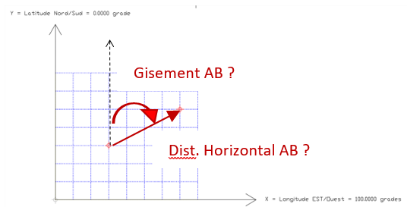 Y = Latitude Nord/Sud = 0.0000 grade
Gisement AB ?
Dist. Horizontal AB ?
X = Longitude EST/Ouest = 100.0000 grades